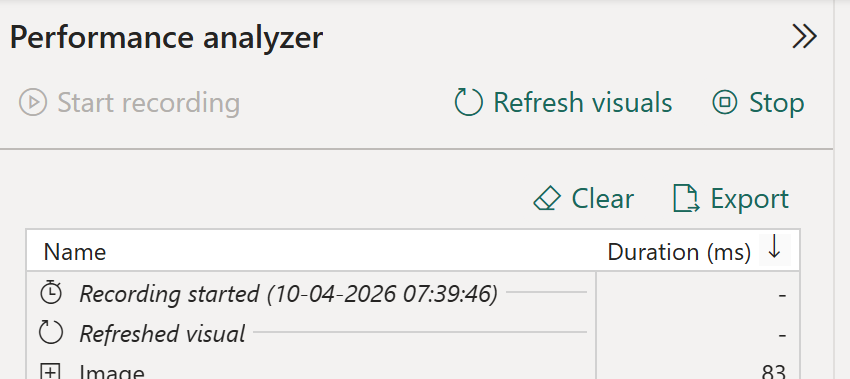 Performance analyzer
Start recording Refresh visuals Stop
Clear Export
Name Duration (ms)
Recording started (10-04-2026 07:39:46) -
Refreshed visual -
Image 83